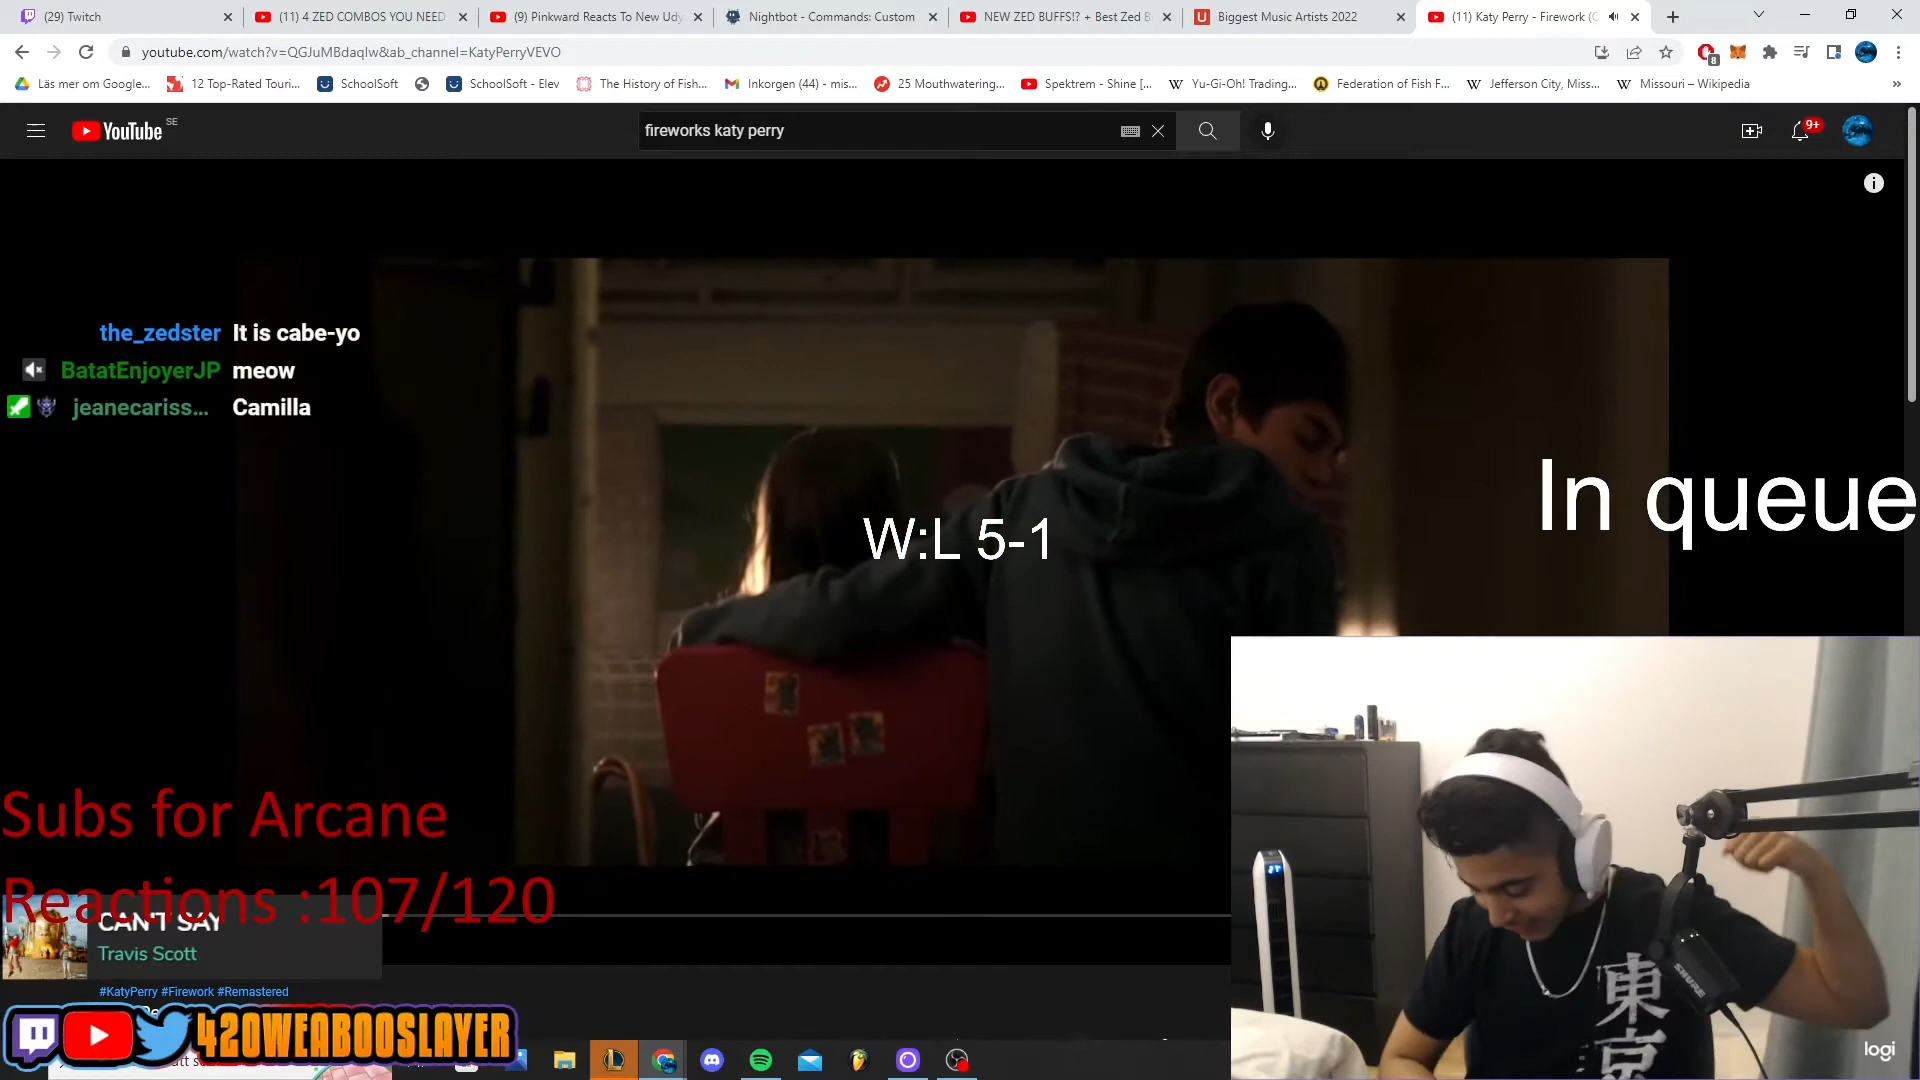 (29) Twitch
(11) 4 ZED COMBOS YOU NEED
(9) Pinkward Reacts To New Udy
Nightbot - Commands: Custom
NEW ZED BUFFS!? + Best Zed B
Biggest Music Artists 2022
(11) Katy Perry - Firework (O
youtube.com/watch?v=QGJuMBdaqIw&ab_channel=KatyPerryVEVO
8
Läs mer om Google...
12 Top-Rated Touri...
SchoolSoft
SchoolSoft - Elev
The History of Fish...
Inkorgen (44) - mis...
25 Mouthwatering...
Spektrem - Shine [...
Yu-Gi-Oh! Trading...
Federation of Fish F...
Jefferson City, Miss...
Missouri – Wikipedia
YouTube SE
fireworks katy perry
9+
the_zedster It is cabe-yo
BatatEnjoyerJP meow
jeanecariss... Camilla
In queue
W:L 5-1
Subs for Arcane
Reactions :107/120
CAN'T SAY
Travis Scott
#KatyPerry #Firework #Remastered
420WEABOOSLAYER
東京
SHURE
logi